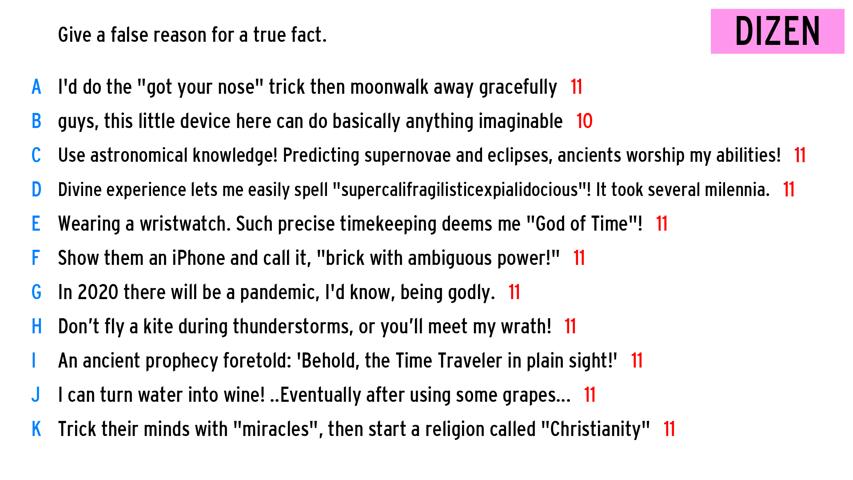 Give a false reason for a true fact.
DIZEN
A I'd do the "got your nose" trick then moonwalk away gracefully 11
B guys, this little device here can do basically anything imaginable 10
C Use astronomical knowledge! Predicting supernovae and eclipses, ancients worship my abilities! 11
D Divine experience lets me easily spell "supercalifragilisticexpialidocious"! It took several milennia. 11
E Wearing a wristwatch. Such precise timekeeping deems me "God of Time"! 11
F Show them an iPhone and call it, "brick with ambiguous power!" 11
G In 2020 there will be a pandemic, I'd know, being godly. 11
H Don’t fly a kite during thunderstorms, or you’ll meet my wrath! 11
I An ancient prophecy foretold: 'Behold, the Time Traveler in plain sight!' 11
J I can turn water into wine! ..Eventually after using some grapes... 11
K Trick their minds with "miracles", then start a religion called "Christianity" 11